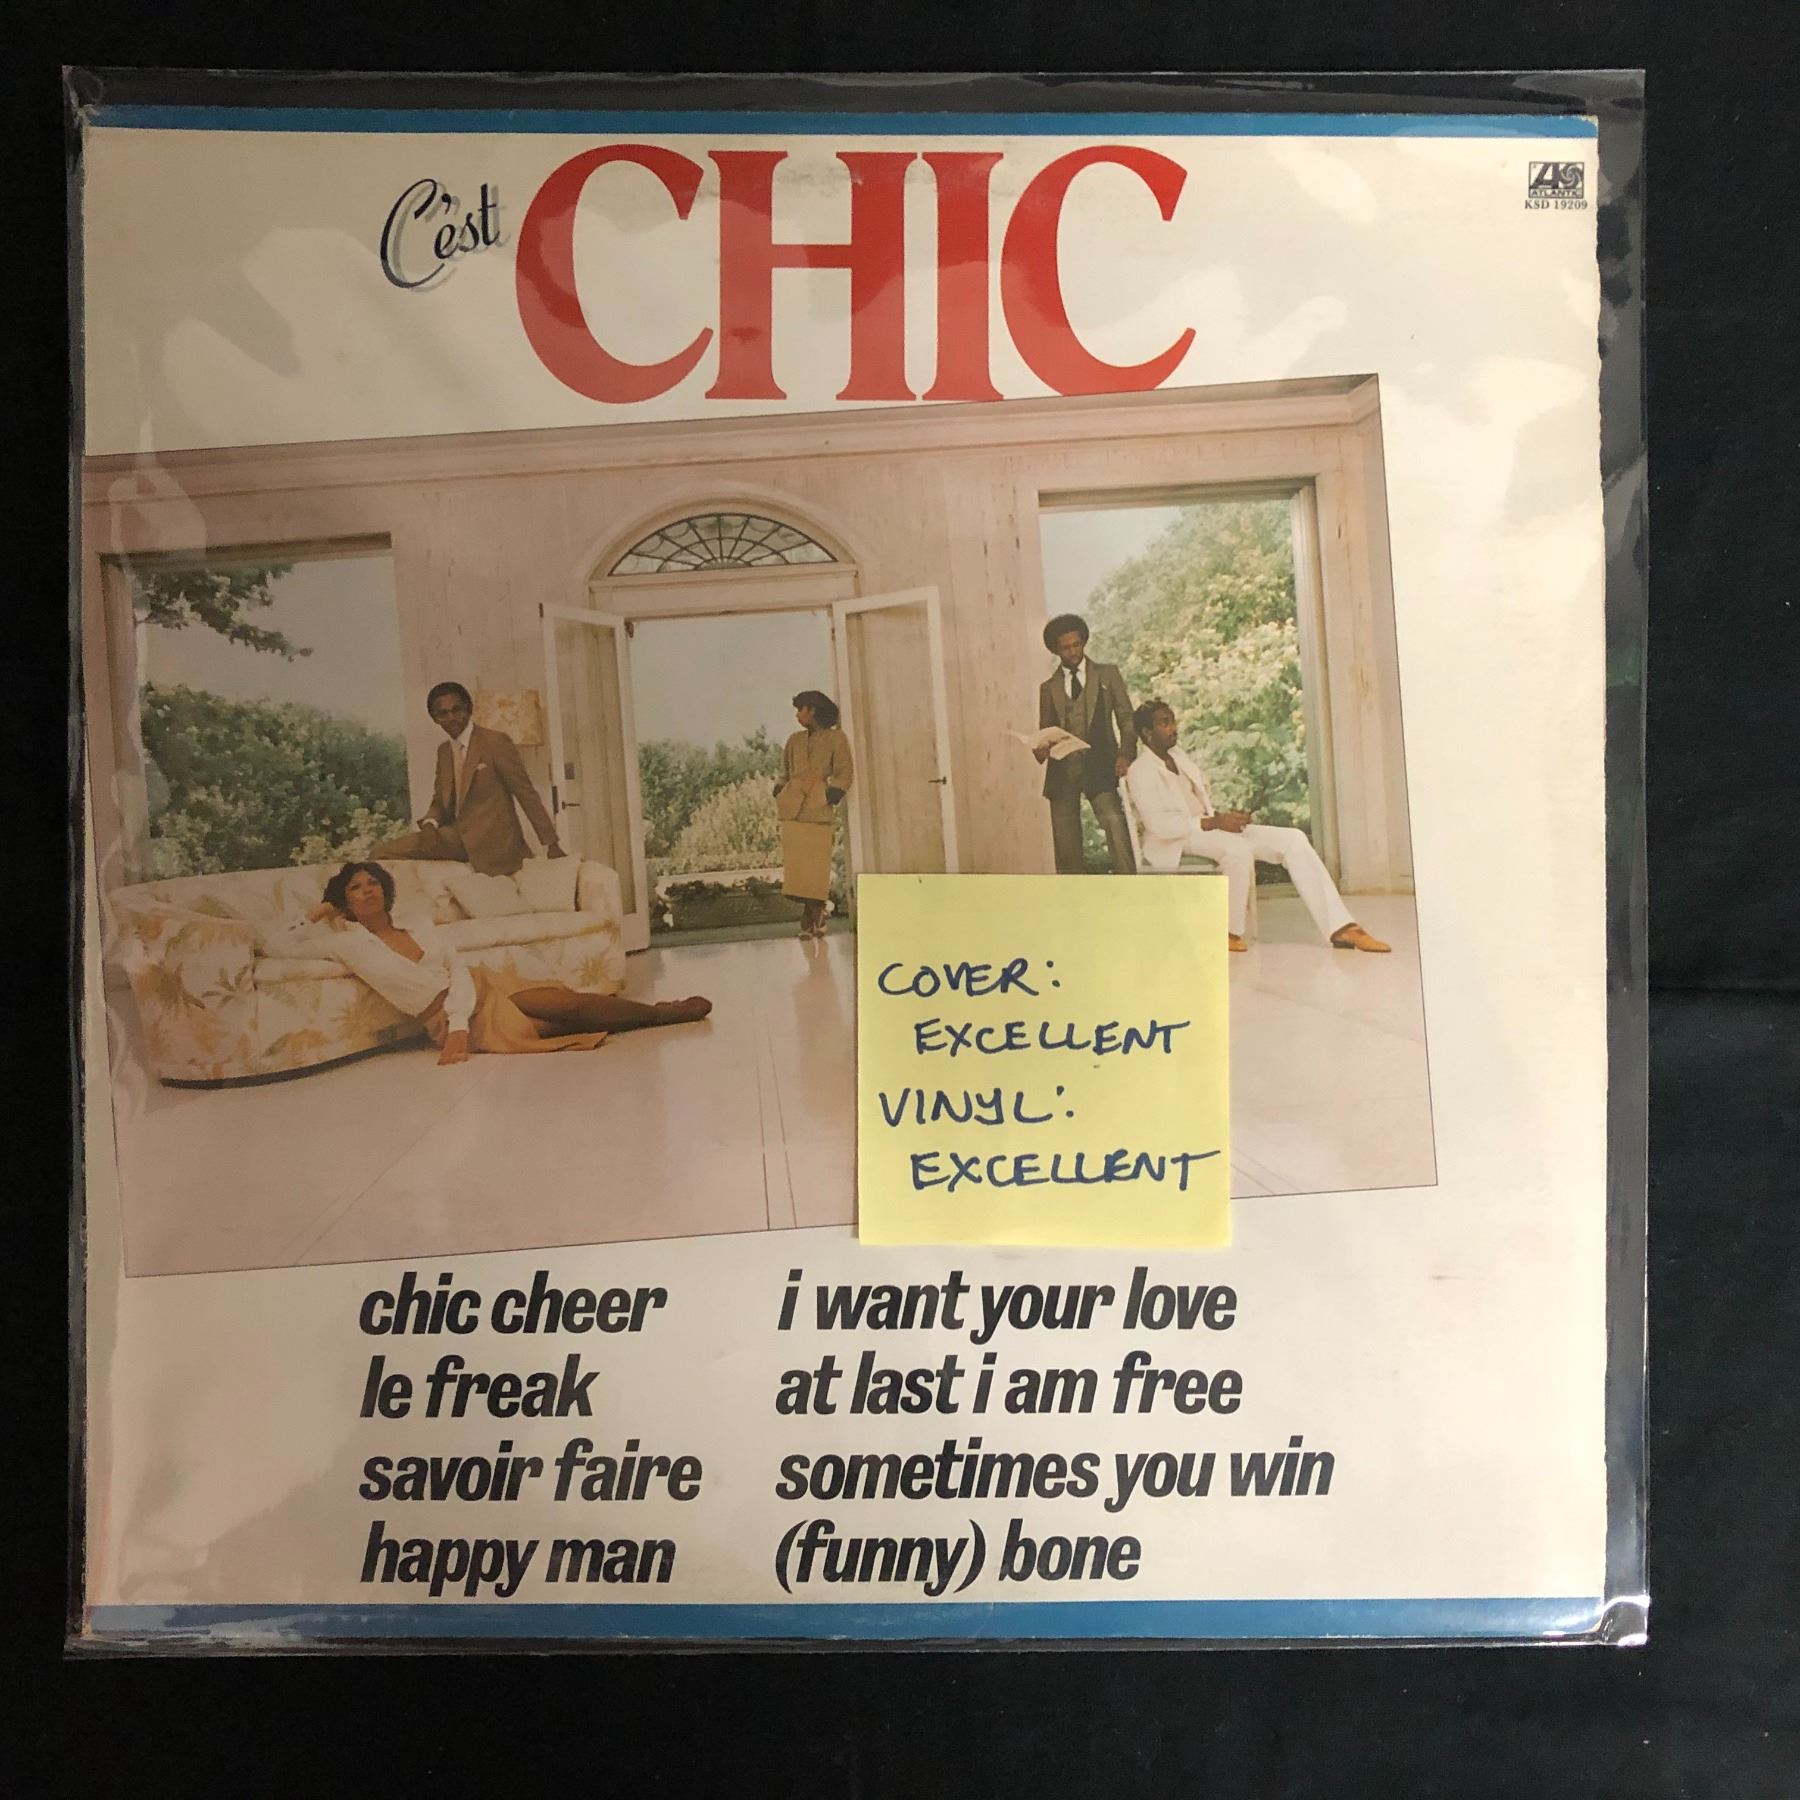 C'est CHIC
ATLANTIC
KSD 19209
COVER:
EXCELLENT
VINYL:
EXCELLENT
chic cheer
le freak
savoir faire
happy man
i want your love
at last i am free
sometimes you win
(funny) bone